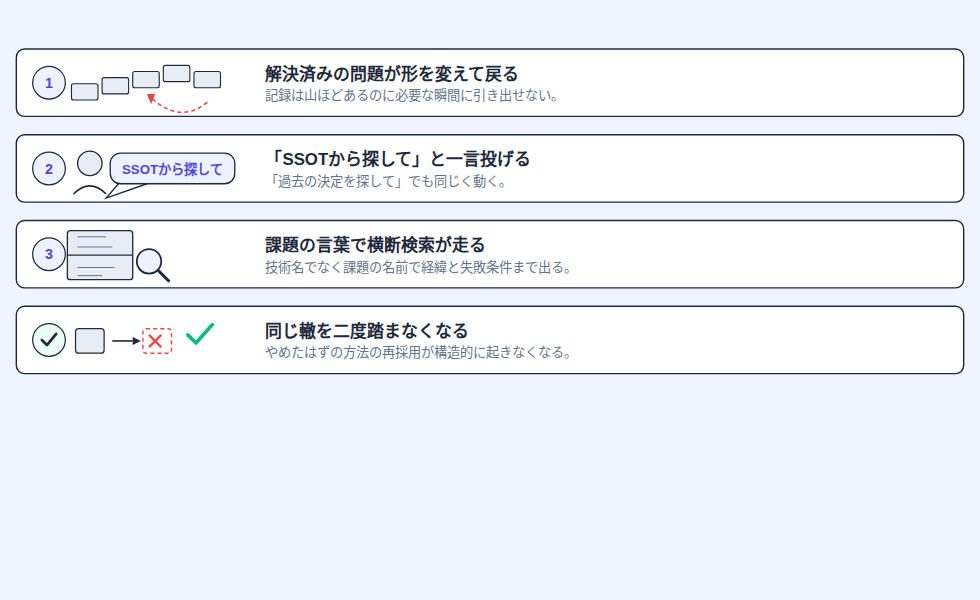 1
解決済みの問題が形を変えて戻る
記録は山ほどあるのに必要な瞬間に引き出せない。
2
SSOTから探して
「SSOTから探して」と一言投げる
「過去の決定を探して」でも同じく動く。
3
課題の言葉で横断検索が走る
技術名でなく課題の名前で経緯と失敗条件まで出る。
同じ轍を二度踏まなくなる
やめたはずの方法の再採用が構造的に起きなくなる。